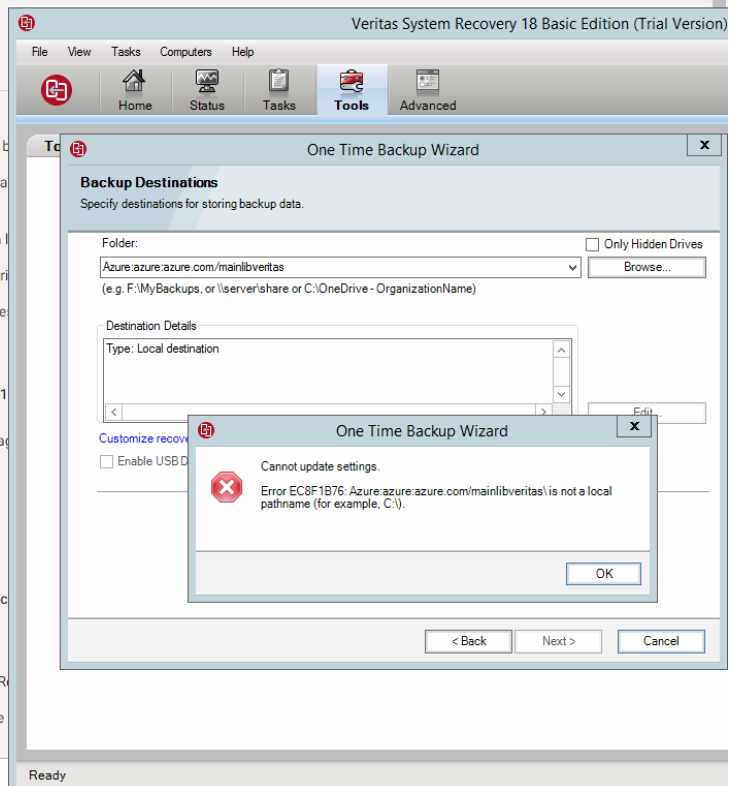 Veritas System Recovery 18 Basic Edition (Trial Version)
File View Tasks Computers Help
Home Status Tasks Tools Advanced
One Time Backup Wizard
x
Backup Destinations
Specify destinations for storing backup data.
Folder:
Only Hidden Drives
Azure:azure:azure.com/mainlibveritas
Browse...
(e.g. F:\MyBackups, or \\server\share or C:\OneDrive - OrganizationName)
Destination Details
Type: Local destination
Edit...
Customize recove
Enable USB D
One Time Backup Wizard
x
Cannot update settings.
Error EC8F1B76: Azure:azure:azure.com/mainlibveritas\ is not a local
pathname (for example, C:\).
OK
< Back Next > Cancel
Ready